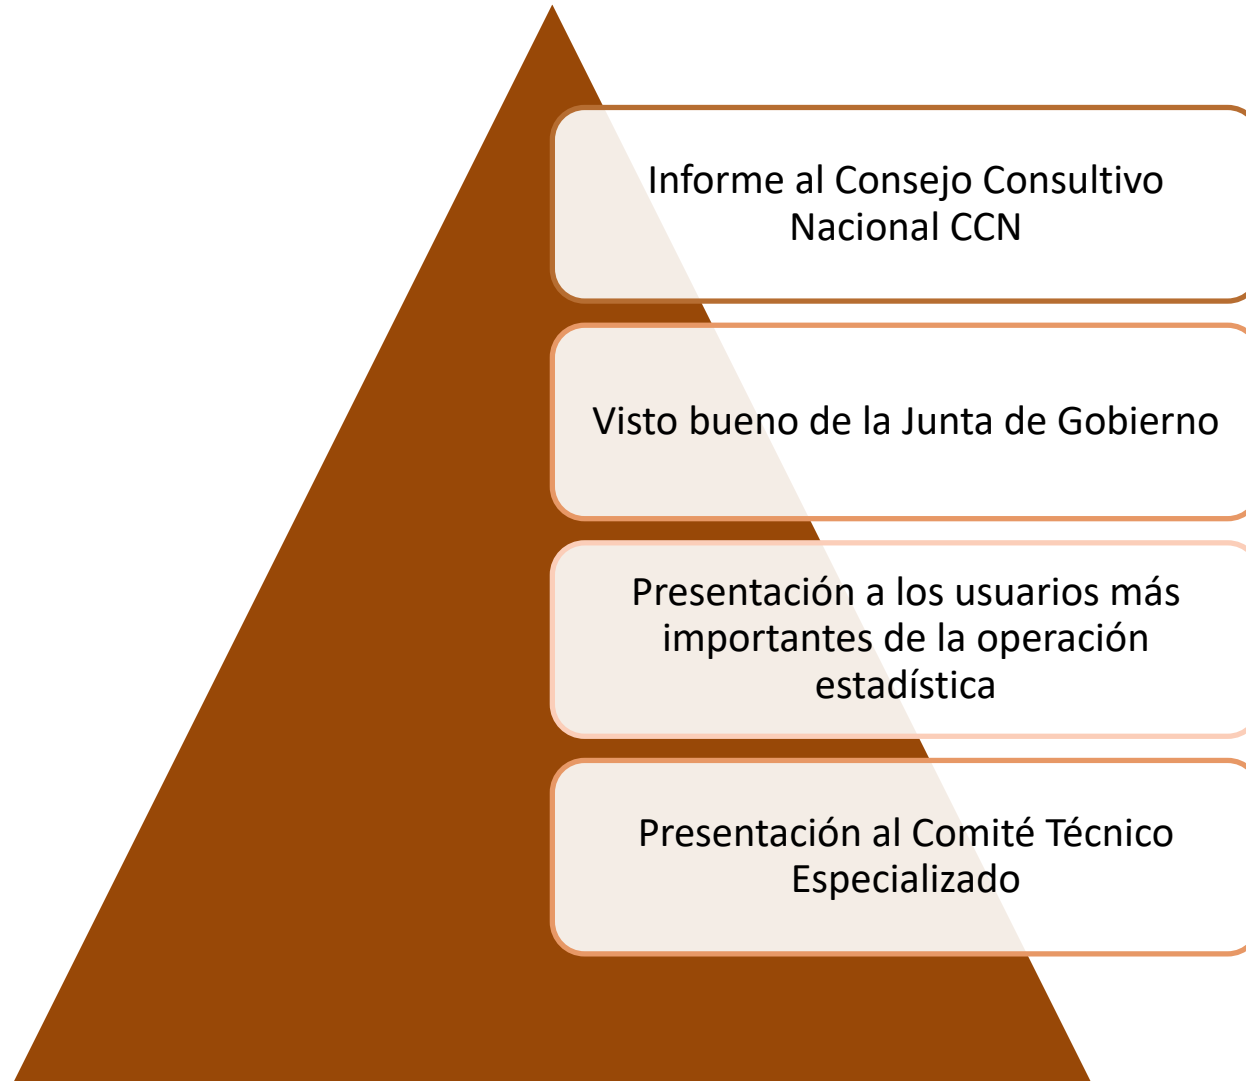 Informe al Consejo Consultivo
Nacional CCN
Visto bueno de la Junta de Gobierno
Presentación a los usuarios más
importantes de la operación
estadística
Presentación al Comité Técnico
Especializado